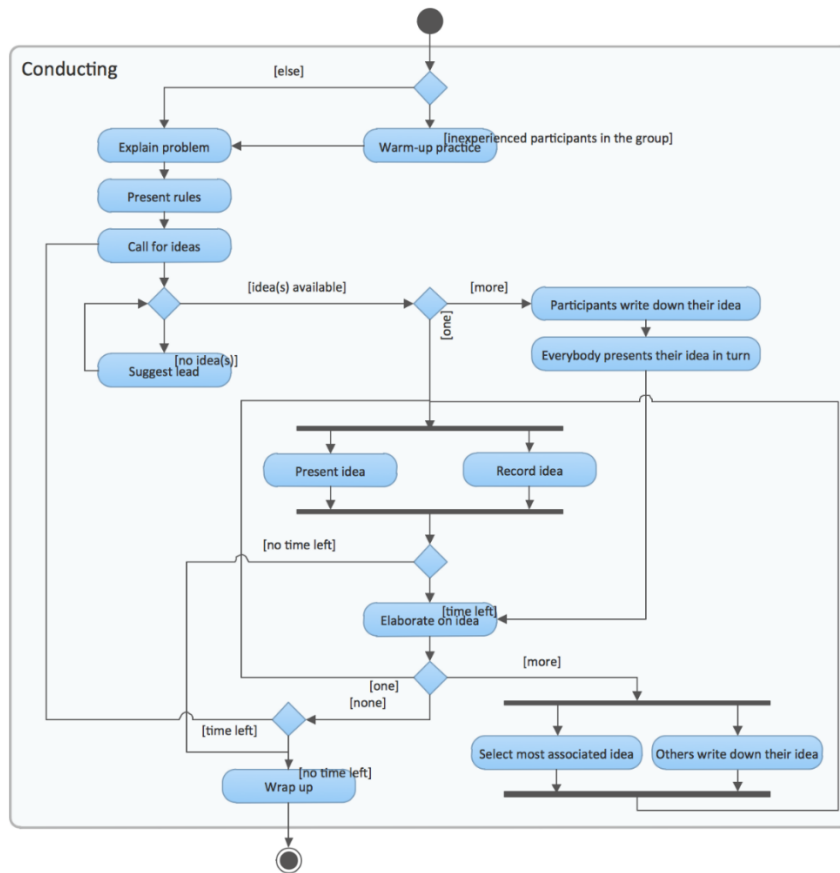 Conducting
[else]
[inexperienced participants in the group]
Explain problem
Warm-up practice
Present rules
Call for ideas
[idea(s) available]
[more]
Participants write down their idea
[one]
[no idea(s)]
Suggest lead
Everybody presents their idea in turn
Present idea
Record idea
[no time left]
[time left]
Elaborate on idea
[one]
[more]
[none]
[time left]
Select most associated idea
Others write down their idea
[no time left]
Wrap up